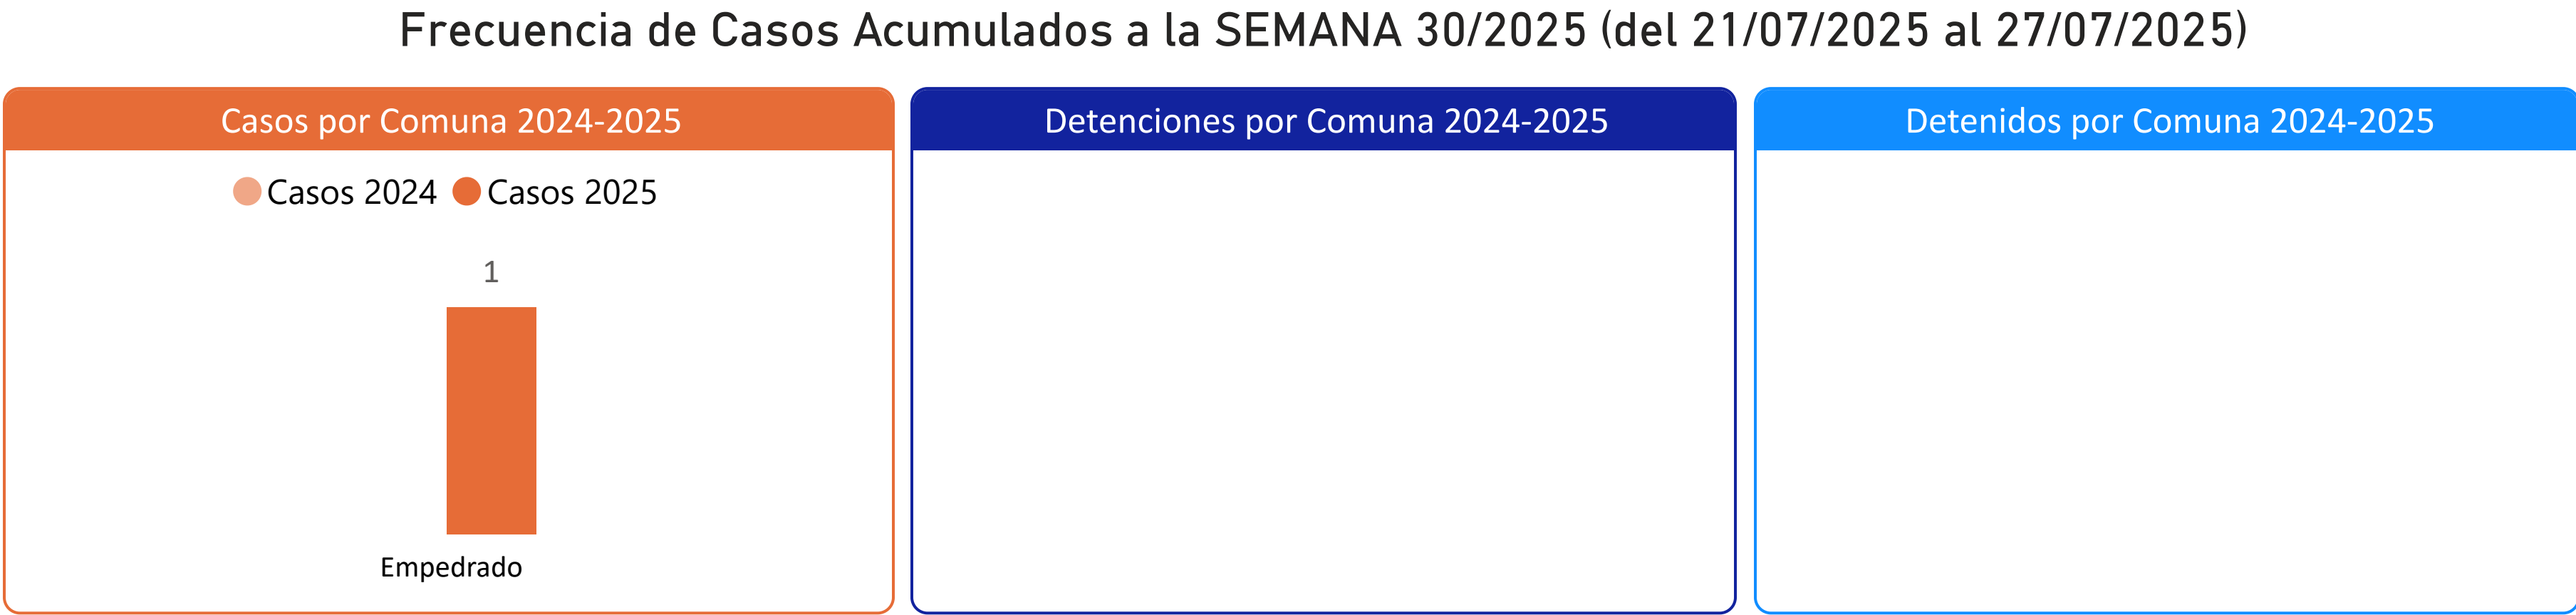 Frecuencia de Casos Acumulados a la SEMANA 30/2025 (del 21/07/2025 al 27/07/2025)
Casos por Comuna 2024-2025
Casos 2024 Casos 2025
1
Empedrado
Detenciones por Comuna 2024-2025
Detenidos por Comuna 2024-2025